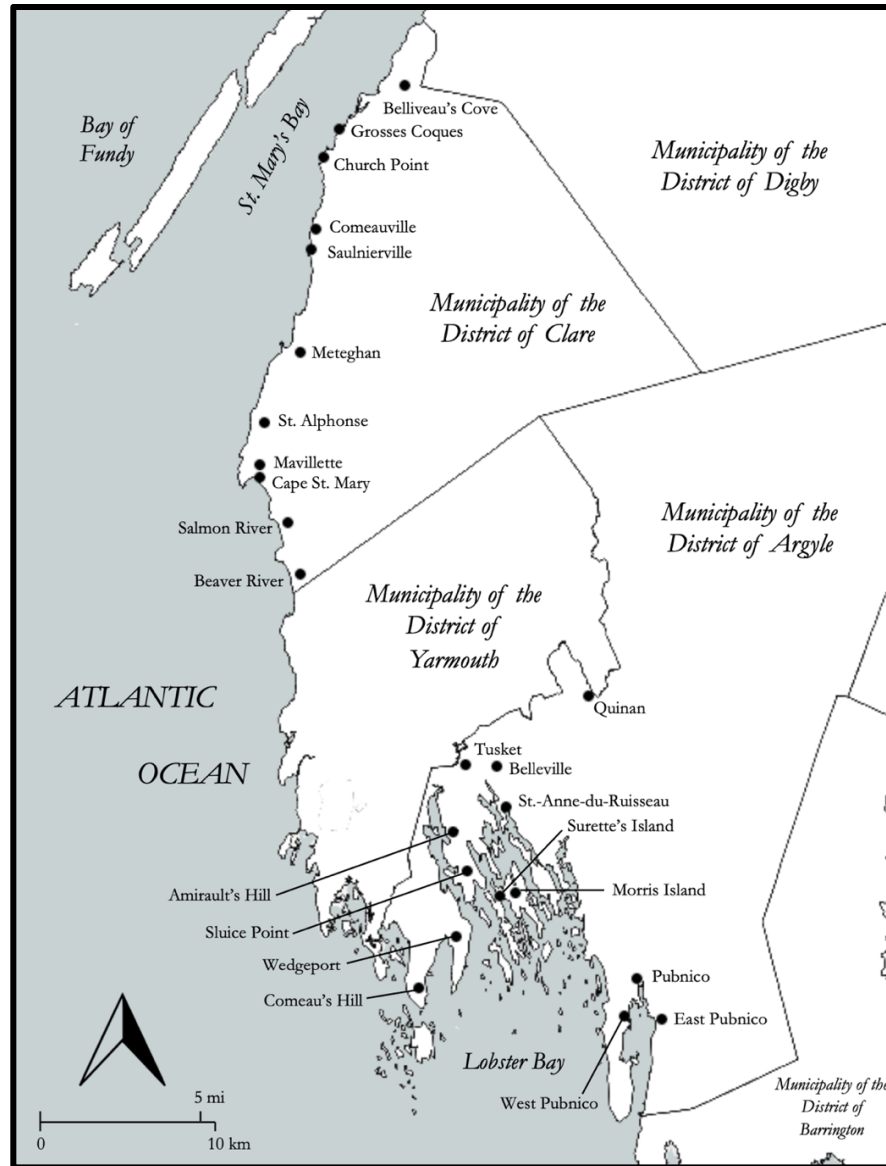 Belliveau's Cove
Bay of
Fundy
St. Mary's Bay
Grosses Coques
Church Point
Municipality of the
District of Digby
Comeauville
Saulnierville
Municipality of the
District of Clare
Meteghan
St. Alphonse
Mavillette
Cape St. Mary
Salmon River
Municipality of the
District of Argyle
Beaver River
Municipality of the
District of
Yarmouth
ATLANTIC
OCEAN
Quinan
Tusket
Belleville
St.-Anne-du-Ruisseau
Surette's Island
Amirault's Hill
Morris Island
Sluice Point
Wedgeport
Comeau's Hill
Pubnico
East Pubnico
Lobster Bay
West Pubnico
Municipality of the
District of
Barrington
5 mi
0
10 km